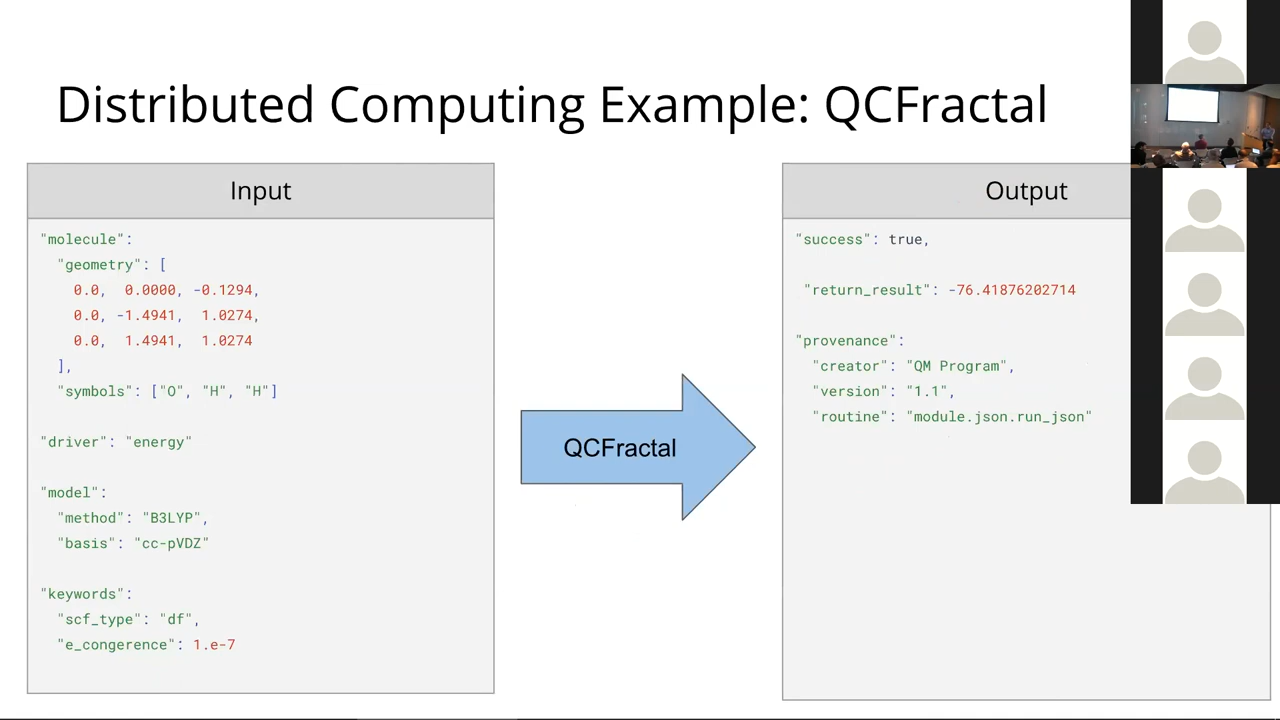 Distributed Computing Example: QCFractal
Input
"molecule":
"geometry": [
0.0, 0.0000, -0.1294,
0.0, -1.4941, 1.0274,
0.0, 1.4941, 1.0274
],
"symbols": ["O", "H", "H"]
"driver": "energy"
"model":
"method": "B3LYP",
"basis": "cc-pVDZ"
"keywords":
"scf_type": "df",
"e_congerence": 1.e-7
QCFractal
Output
"success": true,
"return_result": -76.41876202714
"provenance":
"creator": "QM Program",
"version": "1.1",
"routine": "module.json.run_json"